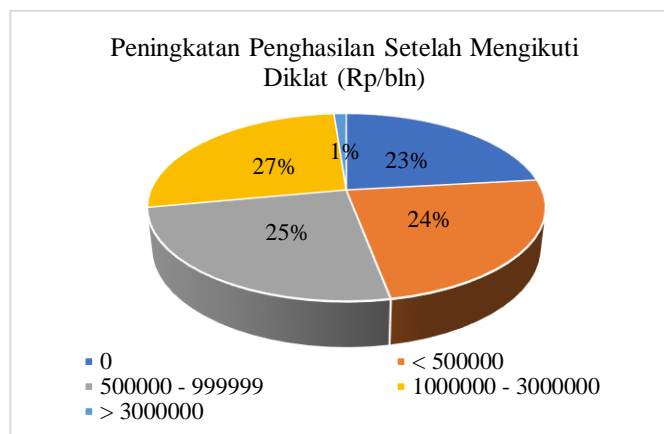 Peningkatan Penghasilan Setelah Mengikuti
Diklat (Rp/bln)
1%
23%
27%
24%
25%
0
< 500000
500000 - 999999
1000000 - 3000000
> 3000000